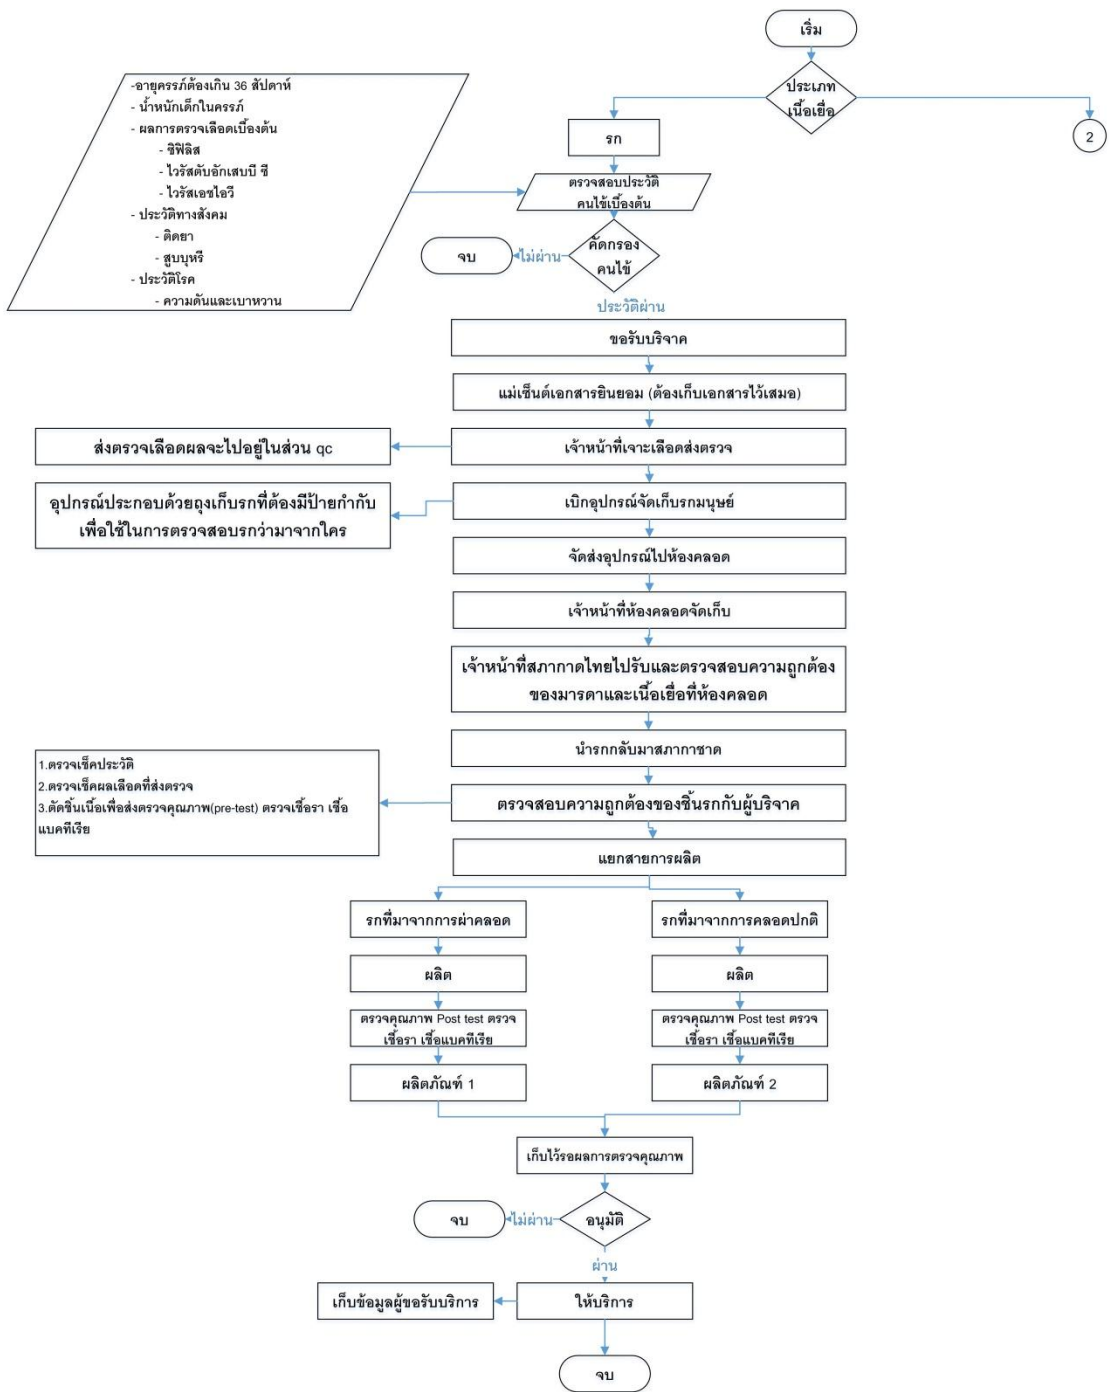 เริ่ม
ประเภท
เนื้อเยื่อ
2
รก
-อายุครรภ์ต้องเกิน 36 สัปดาห์
- น้ำหนักเด็กในครรภ์
- ผลการตรวจเลือดเบื้องต้น
- ซิฟิลิส
- ไวรัสตับอักเสบบี ซี
- ไวรัสเอชไอวี
- ประวัติทางสังคม
- ติดยา
- สูบบุหรี่
- ประวัติโรค
- ความดันและเบาหวาน
ตรวจสอบประวัติ
คนไข้เบื้องต้น
คัดกรอง
คนไข้
ไม่ผ่าน
จบ
ประวัติผ่าน
ขอรับบริจาค
แม่เซ็นต์เอกสารยินยอม (ต้องเก็บเอกสารไว้เสมอ)
เจ้าหน้าที่เจาะเลือดส่งตรวจ
ส่งตรวจเลือดผลจะไปอยู่ในส่วน qc
เบิกอุปกรณ์จัดเก็บรกมนุษย์
อุปกรณ์ประกอบด้วยถุงเก็บรกที่ต้องมีป้ายกำกับ
เพื่อใช้ในการตรวจสอบรกว่ามาจากใคร
จัดส่งอุปกรณ์ไปห้องคลอด
เจ้าหน้าที่ห้องคลอดจัดเก็บ
เจ้าหน้าที่สภากาดไทยไปรับและตรวจสอบความถูกต้อง
ของมารดาและเนื้อเยื่อที่ห้องคลอด
นำรกกลับมาสภากาชาด
ตรวจสอบความถูกต้องของชิ้นรกกับผู้บริจาค
1.ตรวจเช็คประวัติ
2.ตรวจเช็คผลเลือดที่ส่งตรวจ
3.ตัดชิ้นเนื้อเพื่อส่งตรวจคุณภาพ(pre-test) ตรวจเชื้อรา เชื้อ
แบคทีเรีย
แยกสายการผลิต
รกที่มาจากการผ่าคลอด
รกที่มาจากการคลอดปกติ
ผลิต
ผลิต
ตรวจคุณภาพ Post test ตรวจ
เชื้อรา เชื้อแบคทีเรีย
ตรวจคุณภาพ Post test ตรวจ
เชื้อรา เชื้อแบคทีเรีย
ผลิตภัณฑ์ 1
ผลิตภัณฑ์ 2
เก็บไว้รอผลการตรวจคุณภาพ
อนุมัติ
ไม่ผ่าน
จบ
ผ่าน
ให้บริการ
เก็บข้อมูลผู้ขอรับบริการ
จบ